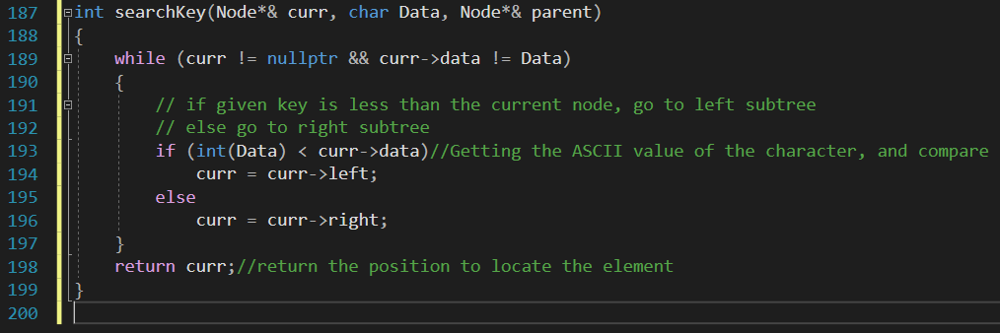 187 int searchKey(Node*& curr, char Data, Node*& parent)
188 {
189     while (curr != nullptr && curr->data != Data)
190     {
191         // if given key is less than the current node, go to left subtree
192         // else go to right subtree
193         if (int(Data) < curr->data)//Getting the ASCII value of the character, and compare
194             curr = curr->left;
195         else
196             curr = curr->right;
197     }
198     return curr;//return the position to locate the element
199 }
200